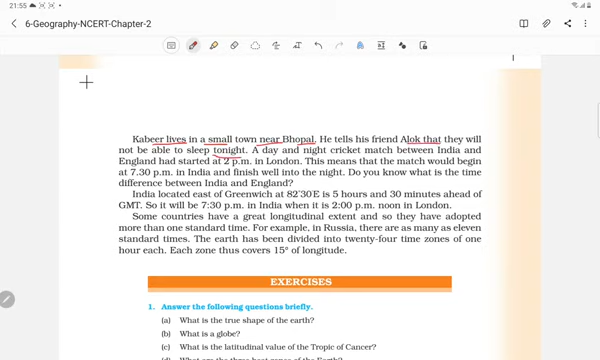 21:55
6-Geography-NCERT-Chapter-2
Kabeer lives in a small town near Bhopal. He tells his friend Alok that they will
not be able to sleep tonight. A day and night cricket match between India and
England had started at 2 p.m. in London. This means that the match would begin
at 7.30 p.m. in India and finish well into the night. Do you know what is the time
difference between India and England?
India located east of Greenwich at 82°30'E is 5 hours and 30 minutes ahead of
GMT. So it will be 7:30 p.m. in India when it is 2:00 p.m. noon in London.
Some countries have a great longitudinal extent and so they have adopted
more than one standard time. For example, in Russia, there are as many as eleven
standard times. The earth has been divided into twenty-four time zones of one
hour each. Each zone thus covers 15° of longitude.
EXERCISES
1. Answer the following questions briefly.
(a) What is the true shape of the earth?
(b) What is a globe?
(c) What is the latitudinal value of the Tropic of Cancer?
(d) What are the three heat zones of the Earth?